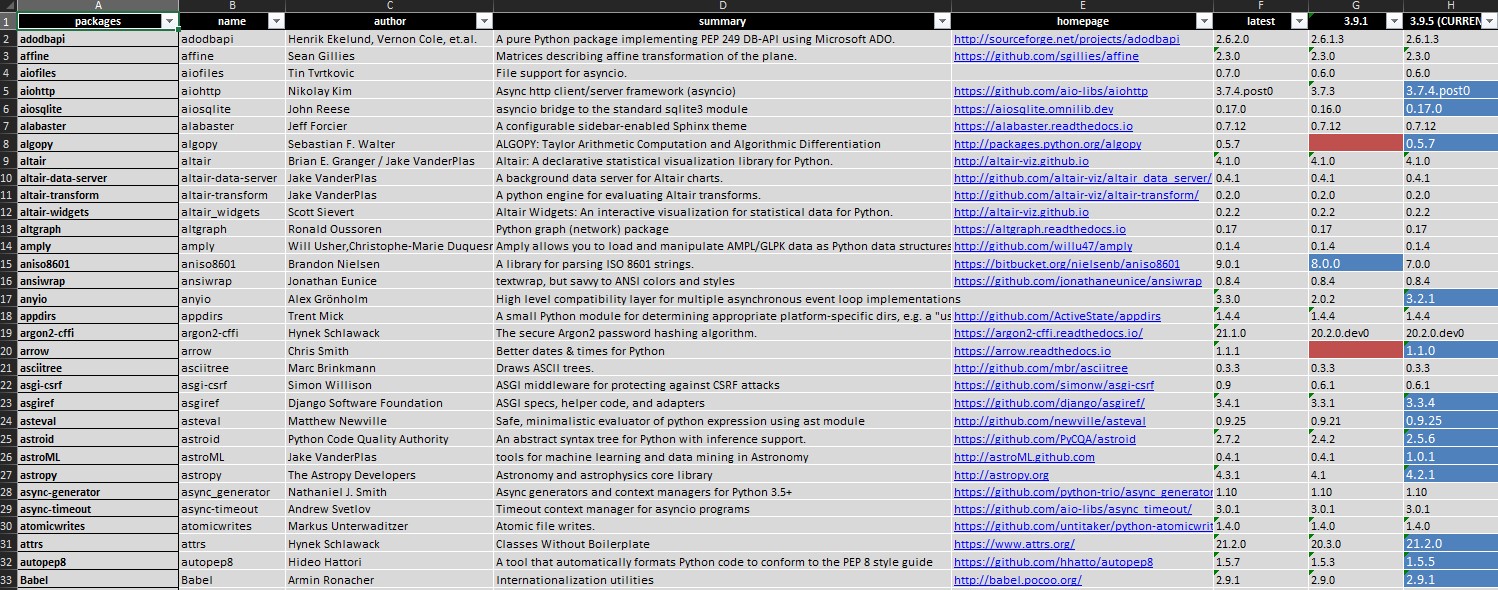 A B C D E F G H
1 packages name author summary homepage latest 3.9.1 3.9.5 (CURREN
2 adodbapi adodbapi Henrik Ekelund, Vernon Cole, et.al. A pure Python package implementing PEP 249 DB-API using Microsoft ADO. http://sourceforge.net/projects/adodbapi 2.6.2.0 2.6.1.3 2.6.1.3
3 affine affine Sean Gillies Matrices describing affine transformation of the plane. https://github.com/sgillies/affine 2.3.0 2.3.0 2.3.0
4 aiofiles aiofiles Tin Tvrtkovic File support for asyncio. 0.7.0 0.6.0 0.6.0
5 aiohttp aiohttp Nikolay Kim Async http client/server framework (asyncio) https://github.com/aio-libs/aiohttp 3.7.4.post0 3.7.3 3.7.4.post0
6 aiosqlite aiosqlite John Reese asyncio bridge to the standard sqlite3 module https://aiosqlite.omnilib.dev 0.17.0 0.16.0 0.17.0
7 alabaster alabaster Jeff Forcier A configurable sidebar-enabled Sphinx theme https://alabaster.readthedocs.io 0.7.12 0.7.12 0.7.12
8 algopy algopy Sebastian F. Walter ALGOPY: Taylor Arithmetic Computation and Algorithmic Differentiation http://packages.python.org/algopy 0.5.7 0.5.7
9 altair altair Brian E. Granger / Jake VanderPlas Altair: A declarative statistical visualization library for Python. http://altair-viz.github.io 4.1.0 4.1.0 4.1.0
10 altair-data-server altair-data-server Jake VanderPlas A background data server for Altair charts. http://github.com/altair-viz/altair_data_server/ 0.4.1 0.4.1 0.4.1
11 altair-transform altair-transform Jake VanderPlas A python engine for evaluating Altair transforms. http://github.com/altair-viz/altair-transform/ 0.2.0 0.2.0 0.2.0
12 altair-widgets altair_widgets Scott Sievert Altair Widgets: An interactive visualization for statistical data for Python. http://altair-viz.github.io 0.2.2 0.2.2 0.2.2
13 altgraph altgraph Ronald Oussoren Python graph (network) package https://altgraph.readthedocs.io 0.17 0.17 0.17
14 amply amply Will Usher,Christophe-Marie Duquesr Amply allows you to load and manipulate AMPL/GLPK data as Python data structures http://github.com/willu47/amply 0.1.4 0.1.4 0.1.4
15 aniso8601 aniso8601 Brandon Nielsen A library for parsing ISO 8601 strings. https://bitbucket.org/nielsenb/aniso8601 9.0.1 8.0.0 7.0.0
16 ansiwrap ansiwrap Jonathan Eunice textwrap, but savvy to ANSI colors and styles https://github.com/jonathaneunice/ansiwrap 0.8.4 0.8.4 0.8.4
17 anyio anyio Alex Grönholm High level compatibility layer for multiple asynchronous event loop implementations 3.3.0 2.0.2 3.2.1
18 appdirs appdirs Trent Mick A small Python module for determining appropriate platform-specific dirs, e.g. a "us http://github.com/ActiveState/appdirs 1.4.4 1.4.4 1.4.4
19 argon2-cffi argon2-cffi Hynek Schlawack The secure Argon2 password hashing algorithm. https://argon2-cffi.readthedocs.io/ 21.1.0 20.2.0.dev0 20.2.0.dev0
20 arrow arrow Chris Smith Better dates & times for Python https://arrow.readthedocs.io 1.1.1 1.1.0
21 asciitree asciitree Marc Brinkmann Draws ASCII trees. http://github.com/mbr/asciitree 0.3.3 0.3.3 0.3.3
22 asgi-csrf asgi-csrf Simon Willison ASGI middleware for protecting against CSRF attacks https://github.com/simonw/asgi-csrf 0.9 0.6.1 0.6.1
23 asgiref asgiref Django Software Foundation ASGI specs, helper code, and adapters https://github.com/django/asgiref/ 3.4.1 3.3.1 3.3.4
24 asteval asteval Matthew Newville Safe, minimalistic evaluator of python expression using ast module http://github.com/newville/asteval 0.9.25 0.9.21 0.9.25
25 astroid astroid Python Code Quality Authority An abstract syntax tree for Python with inference support. https://github.com/PyCQA/astroid 2.7.2 2.4.2 2.5.6
26 astroML astroML Jake VanderPlas tools for machine learning and data mining in Astronomy http://astroML.github.com 0.4.1 0.4.1 1.0.1
27 astropy astropy The Astropy Developers Astronomy and astrophysics core library http://astropy.org 4.3.1 4.1 4.2.1
28 async-generator async_generator Nathaniel J. Smith Async generators and context managers for Python 3.5+ https://github.com/python-trio/async_generator 1.10 1.10 1.10
29 async-timeout async-timeout Andrew Svetlov Timeout context manager for asyncio programs https://github.com/aio-libs/async_timeout/ 3.0.1 3.0.1 3.0.1
30 atomicwrites atomicwrites Markus Unterwaditzer Atomic file writes. https://github.com/untitaker/python-atomicwrit 1.4.0 1.4.0 1.4.0
31 attrs attrs Hynek Schlawack Classes Without Boilerplate https://www.attrs.org/ 21.2.0 20.3.0 21.2.0
32 autopep8 autopep8 Hideo Hattori A tool that automatically formats Python code to conform to the PEP 8 style guide https://github.com/hhatto/autopep8 1.5.7 1.5.3 1.5.5
33 Babel Babel Armin Ronacher Internationalization utilities http://babel.pocoo.org/ 2.9.1 2.9.0 2.9.1